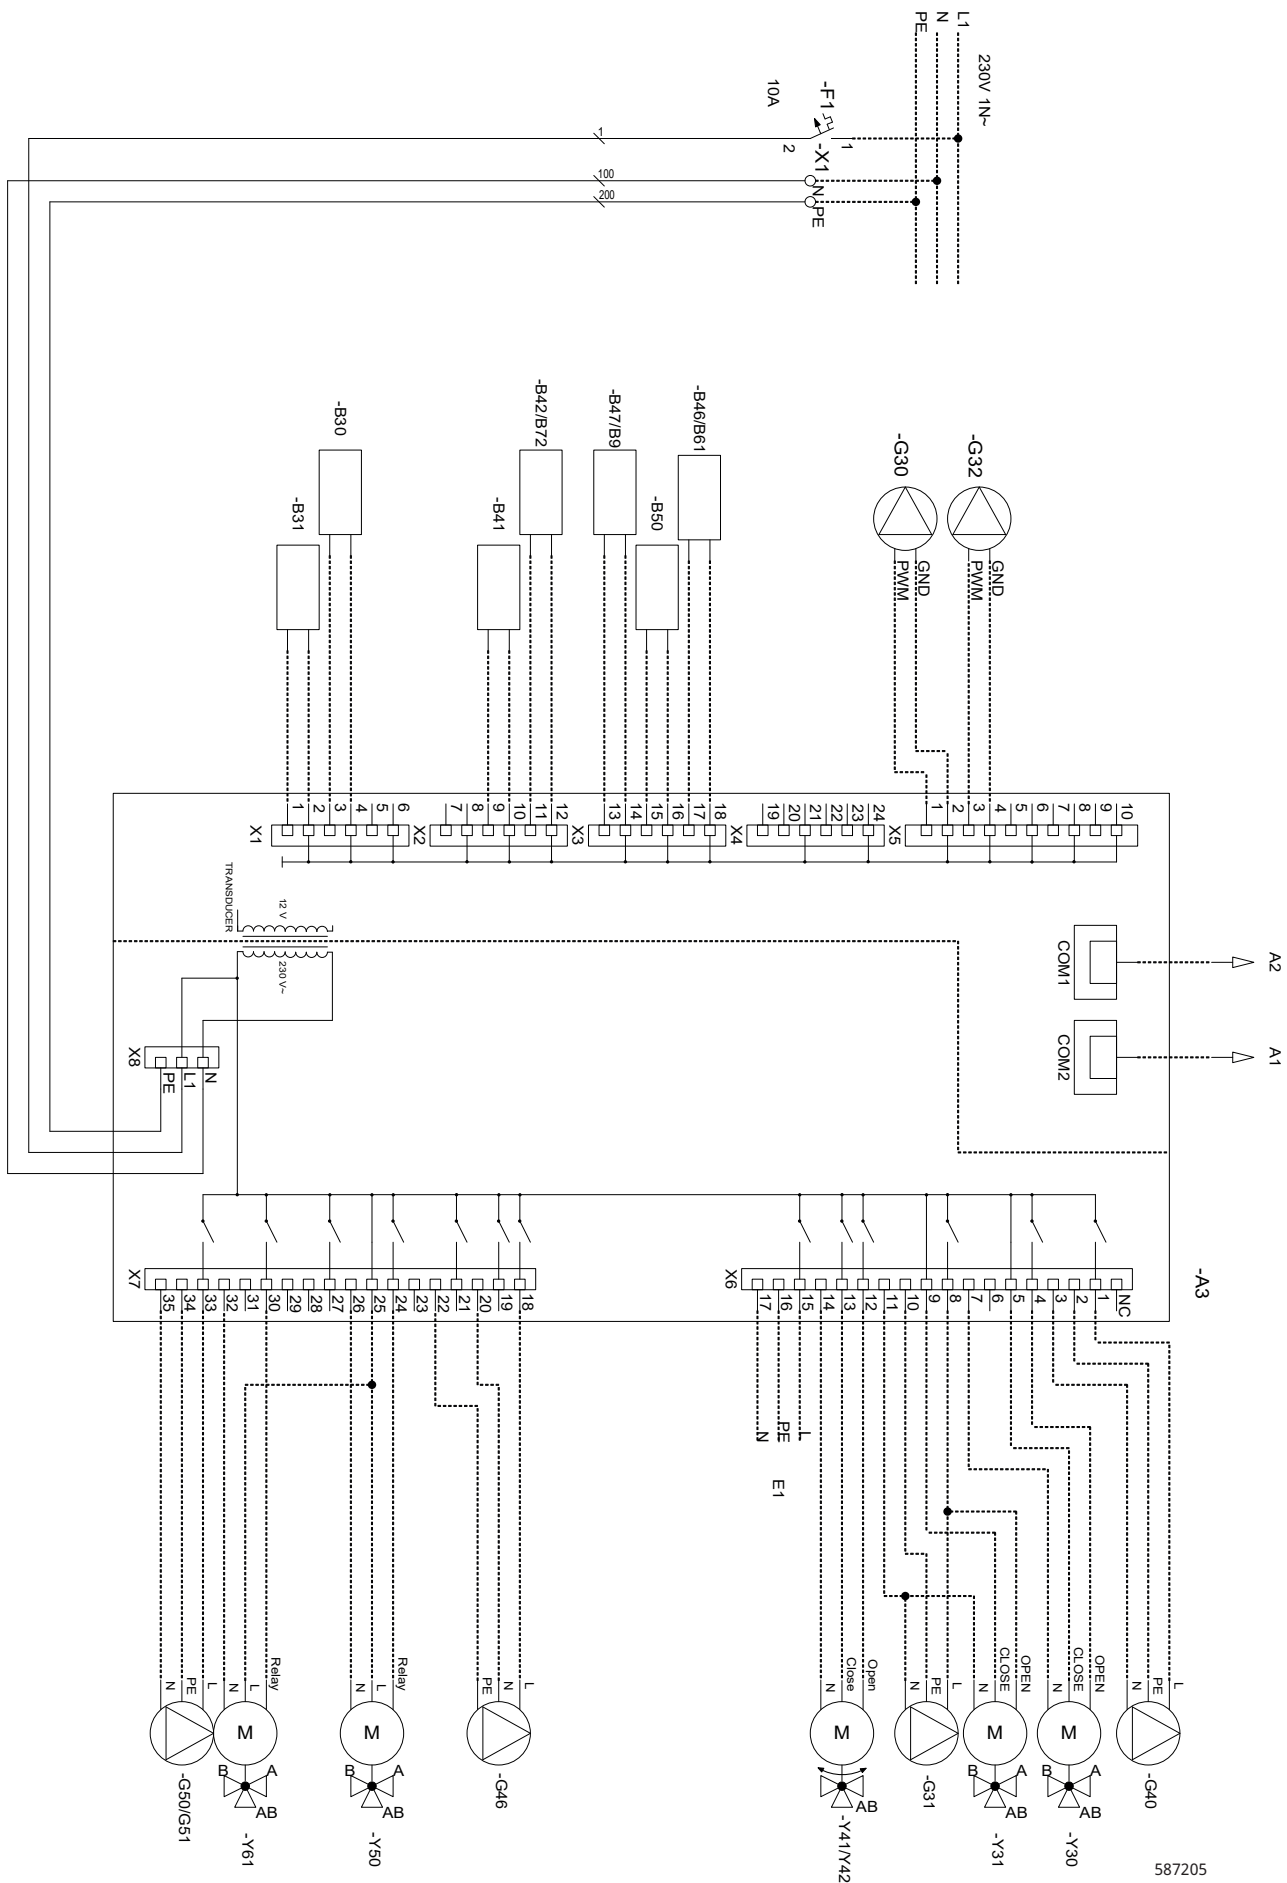 L1
N
PE
230V 1N~
-F1
10A
1
2
-X1
N
PE
1
100
200
-B30
-B31
-B42/B72
-B41
-B47/B9
-B50
-B46/B61
-G30
-G32
PWM
GND
PWM
GND
X1
1
2
3
4
5
6
X2
7
8
9
10
11
12
X3
13
14
15
16
17
18
X4
19
20
21
22
23
24
X5
1
2
3
4
5
6
7
8
9
10
TRANSDUCER
12 V
230 V~
COM1
A2
COM2
A1
X8
PE
L1
N
-A3
X7
35
34
33
32
31
30
29
28
27
26
25
24
23
22
21
20
19
18
X6
17
16
15
14
13
12
11
10
9
8
7
6
5
4
3
2
1
NC
N
PE
L
E1
N
PE
L
-G50/G51
N
L
Relay
M
B
A
AB
-Y61
N
L
Relay
M
B
A
AB
-Y50
PE
N
L
-G46
N
Close
Open
M
AB
-Y41/Y42
N
PE
L
-G31
N
CLOSE
OPEN
M
B
A
AB
-Y31
N
CLOSE
OPEN
M
B
A
AB
-Y30
N
PE
L
-G40
587205